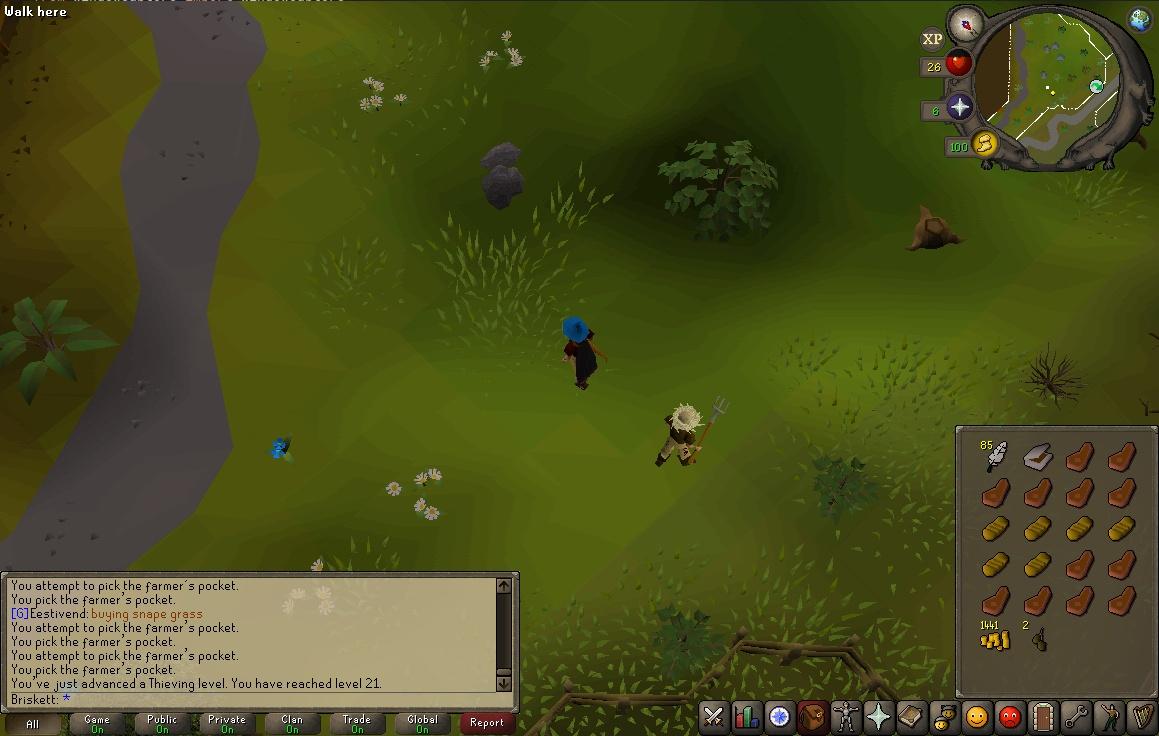 Walk here
XP
26
6
100
85
1441
2
You attempt to pick the farmer's pocket.
You pick the farmer's pocket.
[G]Eestivend: buying snape grass
You attempt to pick the farmer's pocket.
You pick the farmer's pocket.
You attempt to pick the farmer's pocket.
You pick the farmer's pocket.
You've just advanced a Thieving level. You have reached level 21.
Briskett: *
All
Game
On
Public
On
Private
On
Clan
On
Trade
On
Global
On
Report